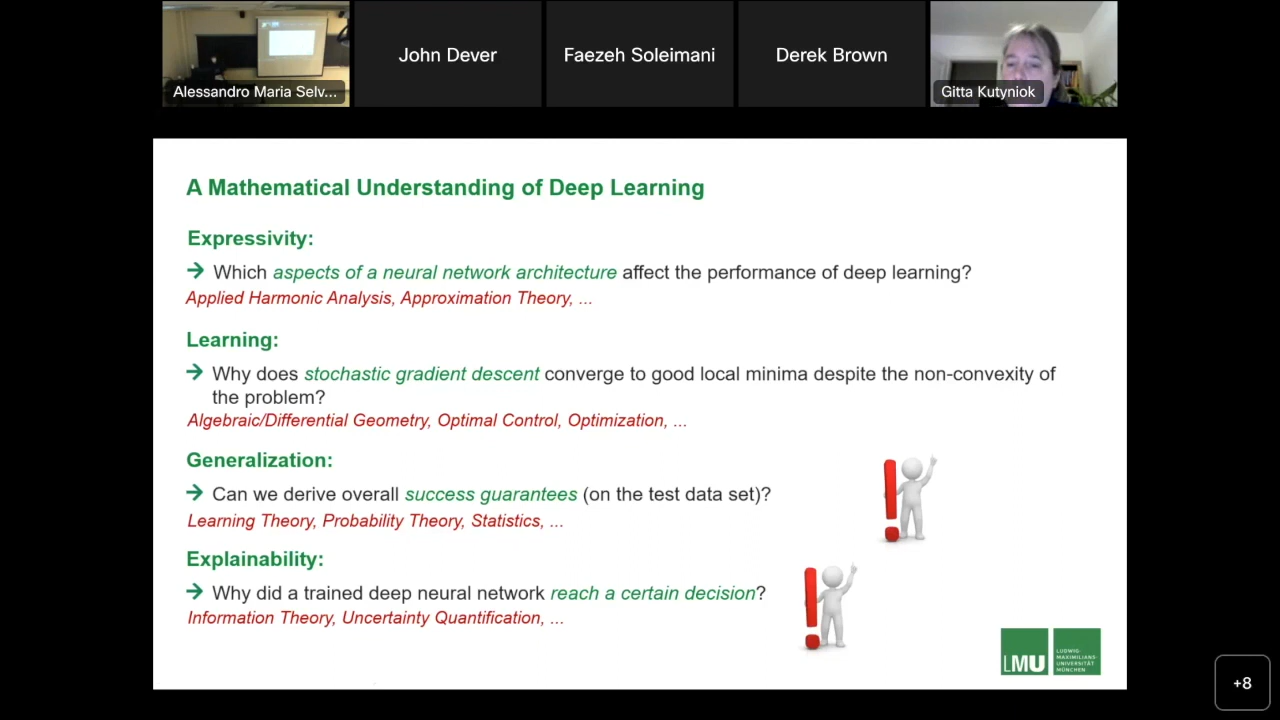 Alessandro Maria Selv...
John Dever
Faezeh Soleimani
Derek Brown
Gitta Kutyniok
A Mathematical Understanding of Deep Learning
Expressivity:
→ Which aspects of a neural network architecture affect the performance of deep learning?
Applied Harmonic Analysis, Approximation Theory, ...
Learning:
→ Why does stochastic gradient descent converge to good local minima despite the non-convexity of
the problem?
Algebraic/Differential Geometry, Optimal Control, Optimization, ...
Generalization:
→ Can we derive overall success guarantees (on the test data set)?
Learning Theory, Probability Theory, Statistics, ...
Explainability:
→ Why did a trained deep neural network reach a certain decision?
Information Theory, Uncertainty Quantification, ...
LMU
LUDWIG-
MAXIMILIANS-
UNIVERSITÄT
MÜNCHEN
+8